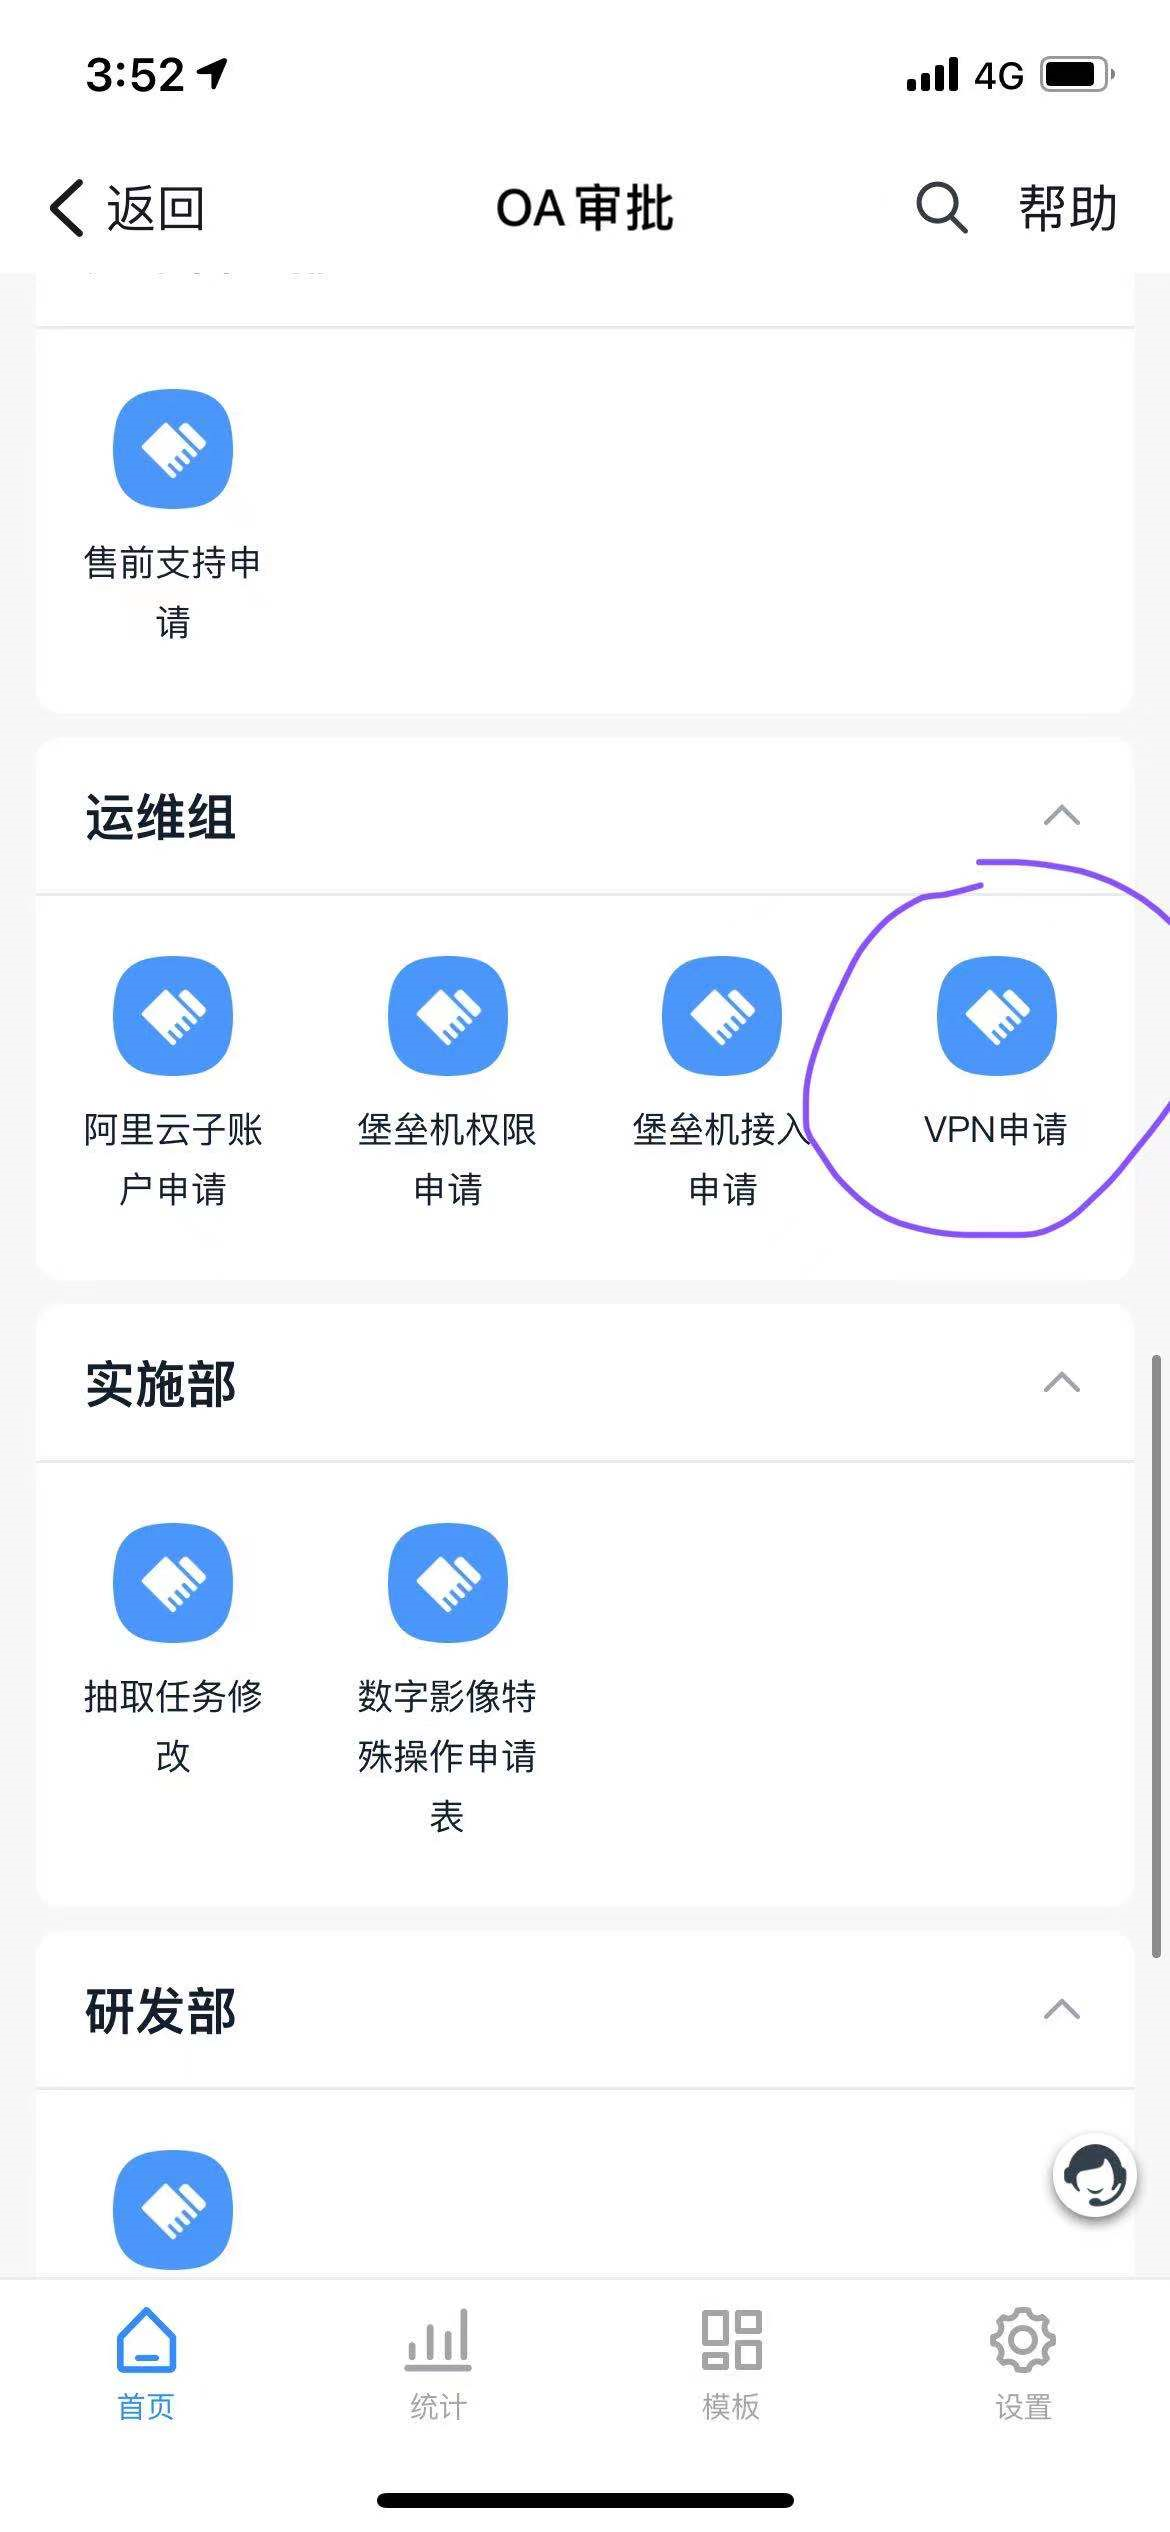 3:52
4G
返回
OA审批
帮助
售前支持申
请
运维组
阿里云子账
户申请
堡垒机权限
申请
堡垒机接入
申请
VPN申请
实施部
抽取任务修
改
数字影像特
殊操作申请
表
研发部
首页
统计
模板
设置